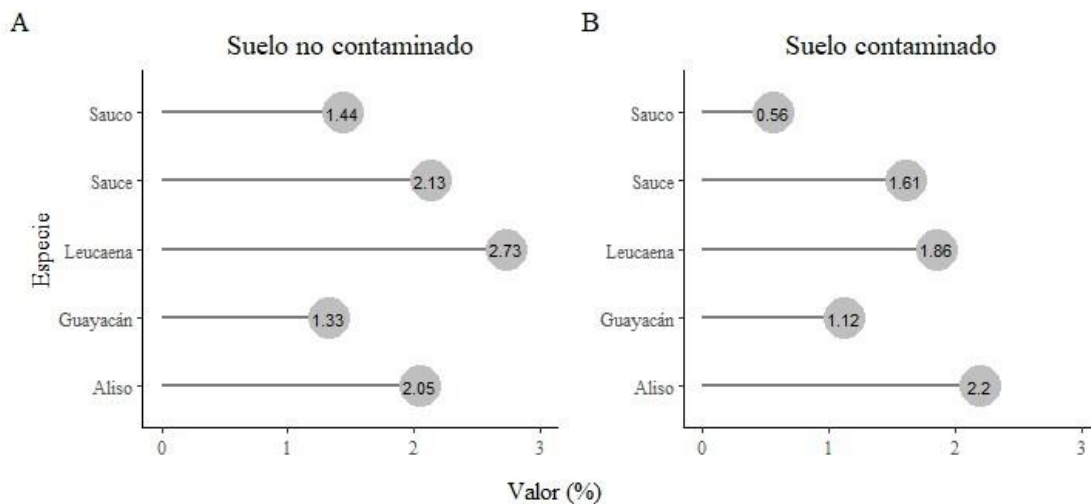 A
Suelo no contaminado
Especie
Sauco
1.44
Sauce
2.13
Leucaena
2.73
Guayacán
1.33
Aliso
2.05
0 1 2 3
B
Suelo contaminado
Sauco
0.56
Sauce
1.61
Leucaena
1.86
Guayacán
1.12
Aliso
2.2
0 1 2 3
Valor (%)